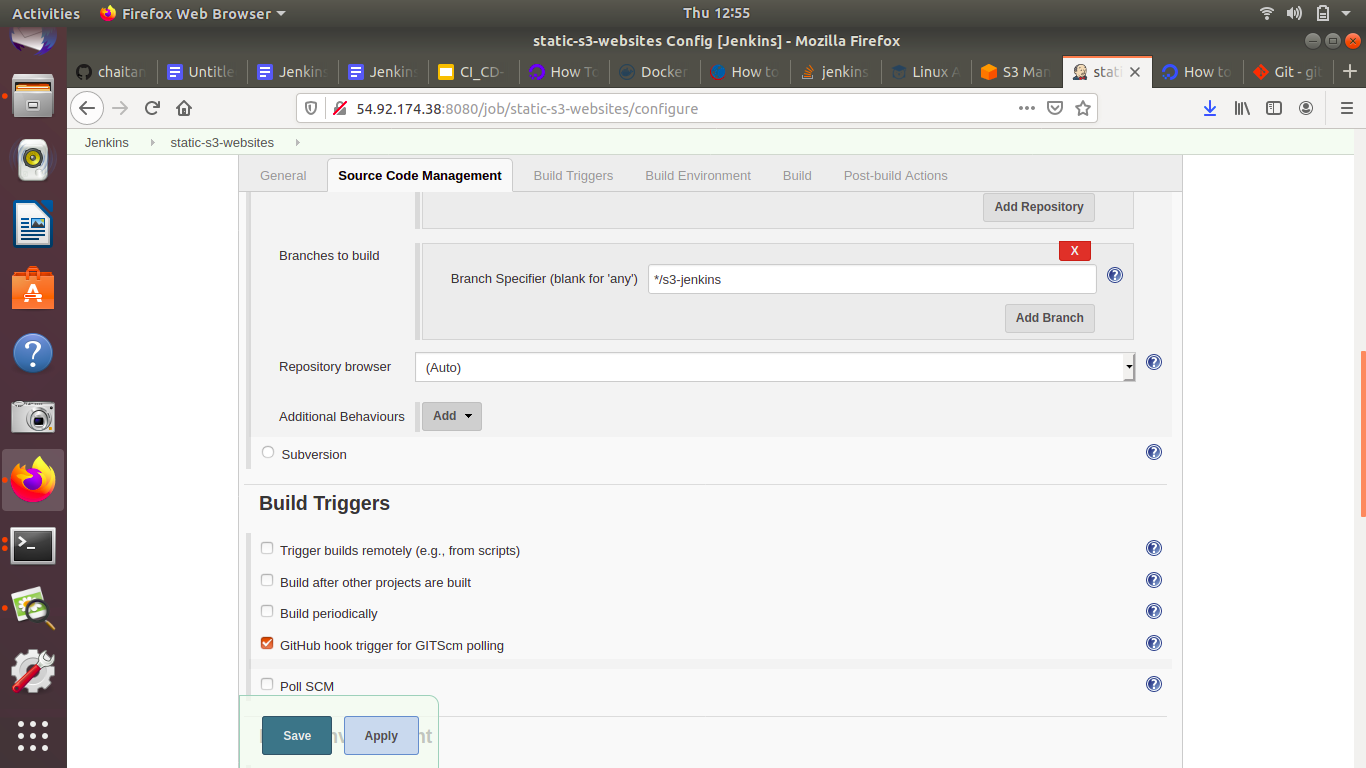 Activities Firefox Web Browser Thu 12:55
static-s3-websites Config [Jenkins] - Mozilla Firefox
chaitan Untitle Jenkins Jenkins CI_CD- How To Docker How to jenkins Linux A S3 Man stati How to Git - git
54.92.174.38:8080/job/static-s3-websites/configure
Jenkins static-s3-websites
General Source Code Management Build Triggers Build Environment Build Post-build Actions
Add Repository
Branches to build
X
Branch Specifier (blank for 'any') */s3-jenkins
Add Branch
Repository browser (Auto)
Additional Behaviours Add
Subversion
Build Triggers
Trigger builds remotely (e.g., from scripts)
Build after other projects are built
Build periodically
GitHub hook trigger for GITScm polling
Poll SCM
Save Apply